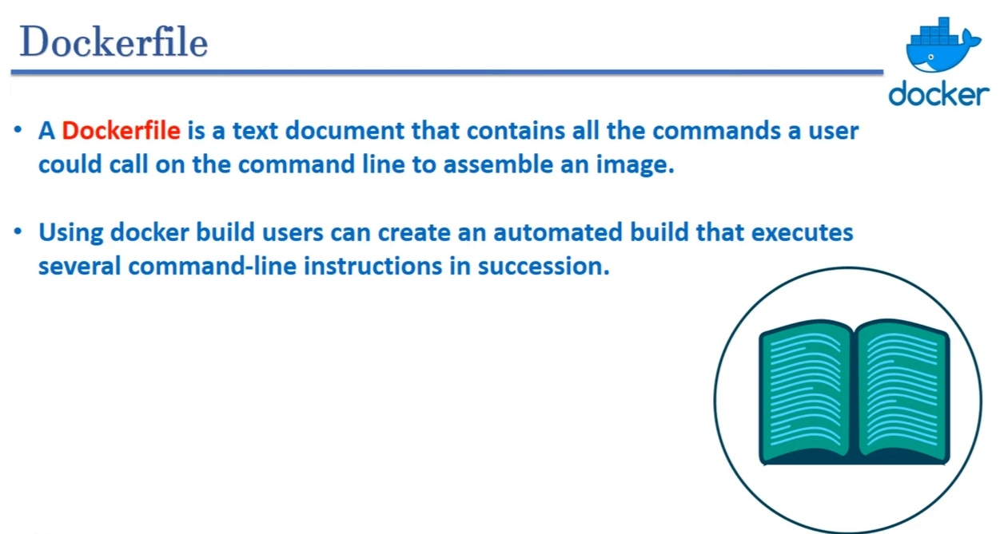 Dockerfile
docker
• A Dockerfile is a text document that contains all the commands a user
could call on the command line to assemble an image.
• Using docker build users can create an automated build that executes
several command-line instructions in succession.